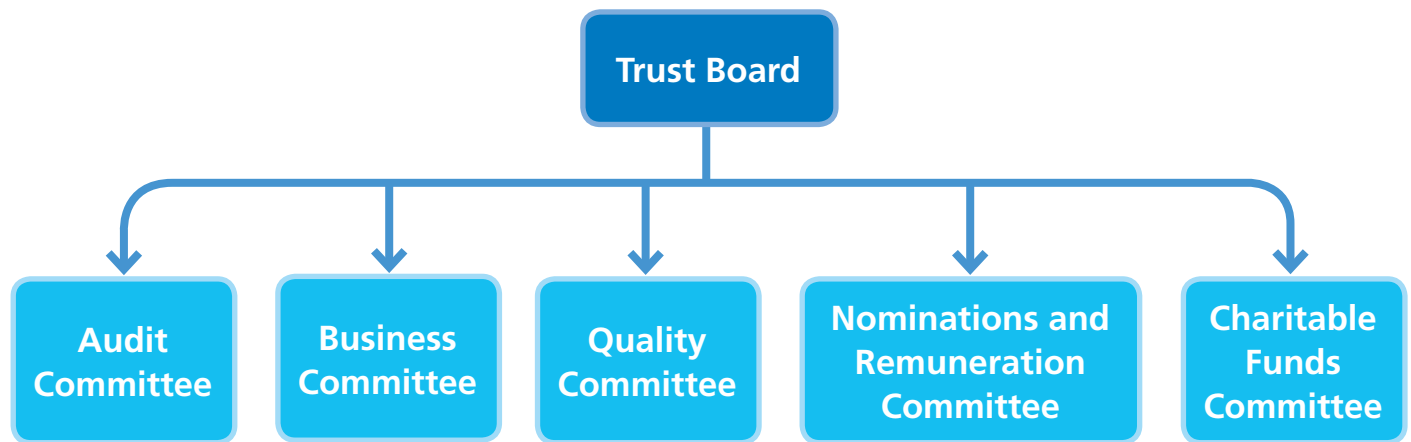 Trust Board
Audit
Committee
Business
Committee
Quality
Committee
Nominations and
Remuneration
Committee
Charitable
Funds
Committee